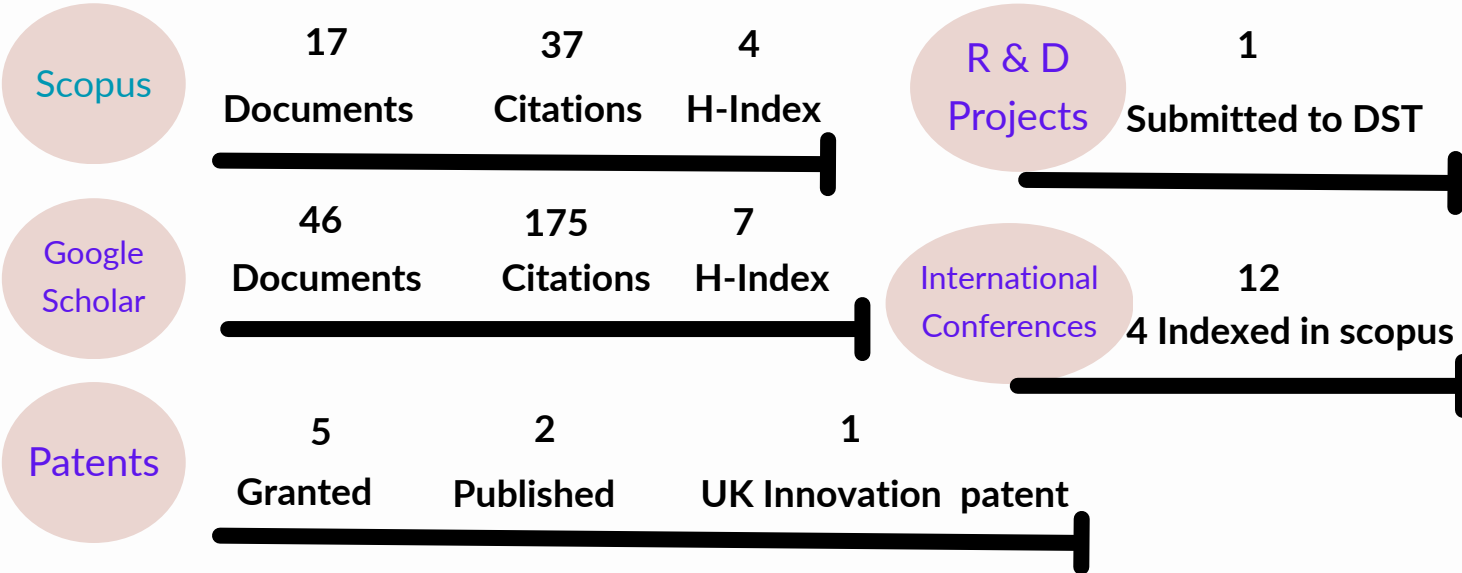 Scopus
17 37 4
Documents Citations H-Index
Google
Scholar
46 175 7
Documents Citations H-Index
Patents
5 2 1
Granted Published UK Innovation patent
R & D
Projects
1
Submitted to DST
International
Conferences
12
4 Indexed in scopus